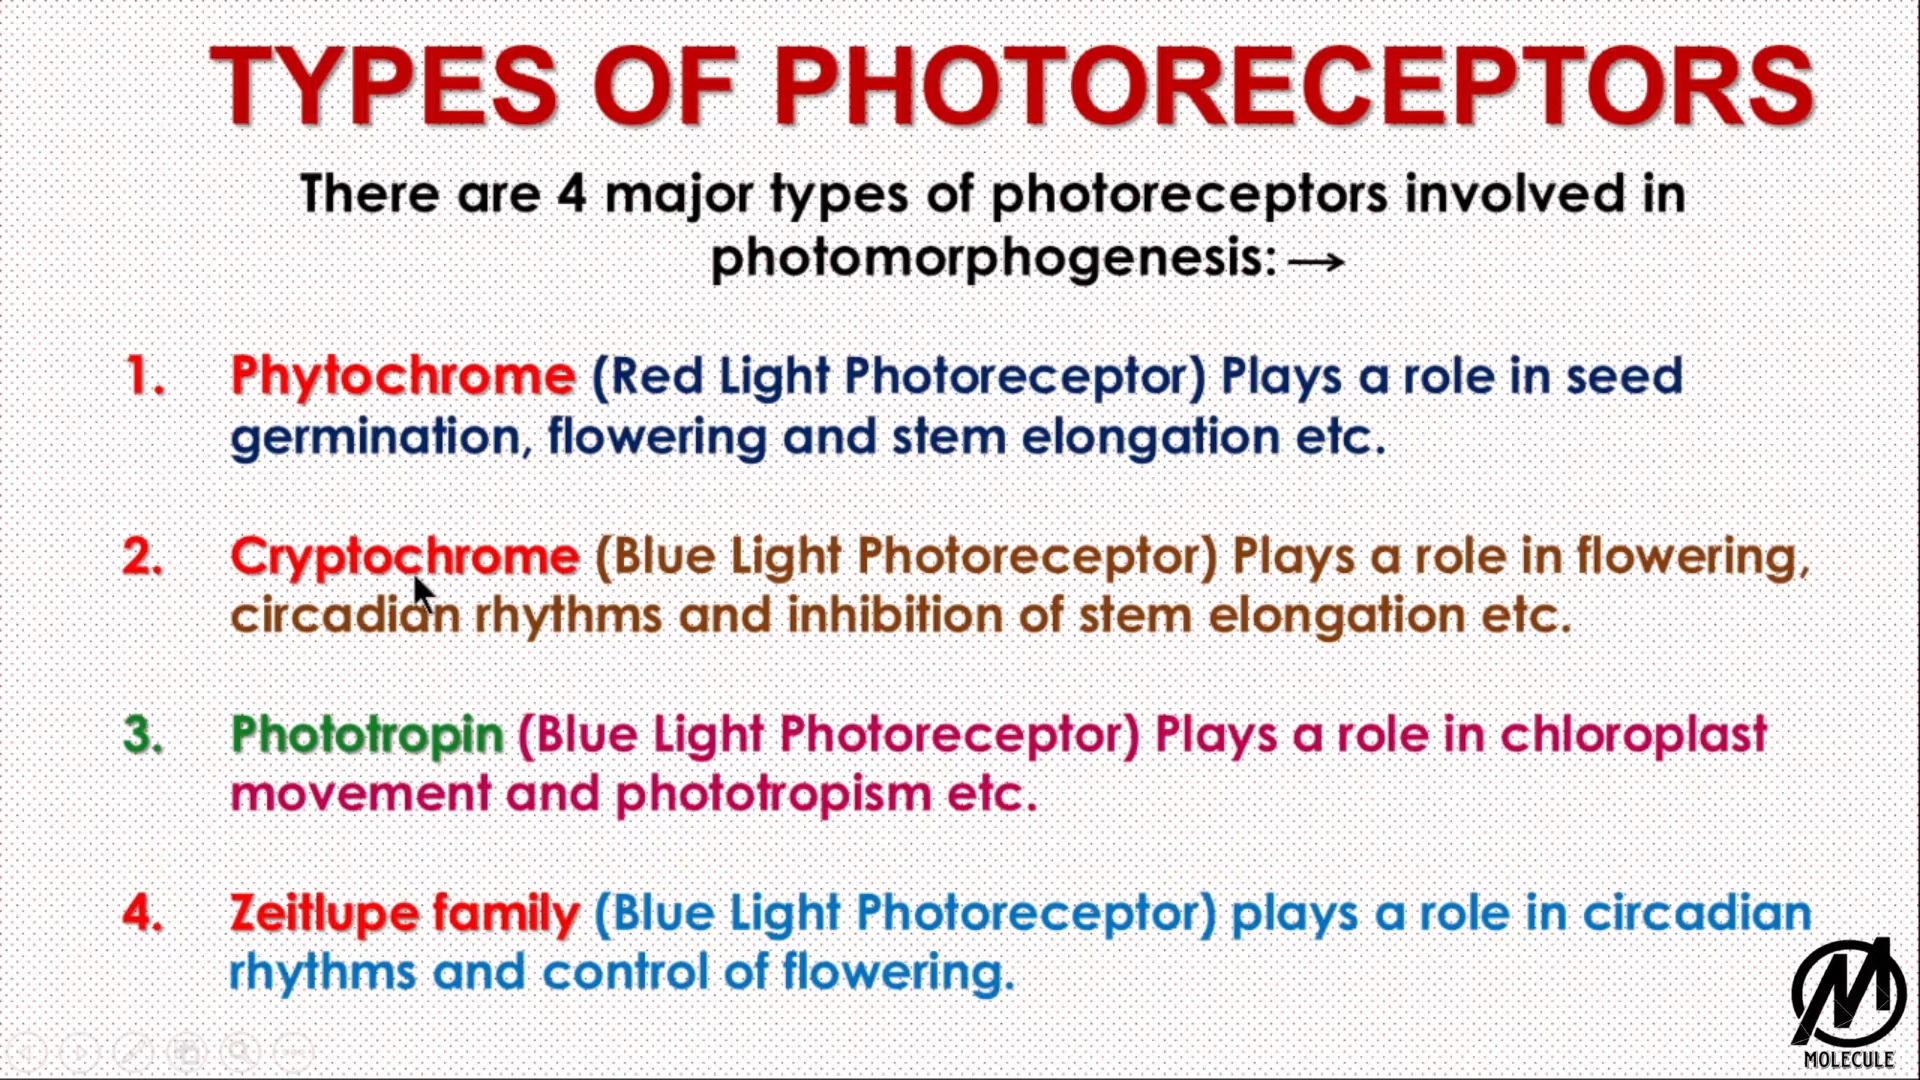 TYPES OF PHOTORECEPTORS
There are 4 major types of photoreceptors involved in
photomorphogenesis: →
1. Phytochrome (Red Light Photoreceptor) Plays a role in seed
germination, flowering and stem elongation etc.
2. Cryptochrome (Blue Light Photoreceptor) Plays a role in flowering,
circadian rhythms and inhibition of stem elongation etc.
3. Phototropin (Blue Light Photoreceptor) Plays a role in chloroplast
movement and phototropism etc.
4. Zeitlupe family (Blue Light Photoreceptor) plays a role in circadian
rhythms and control of flowering.
MOLECULE